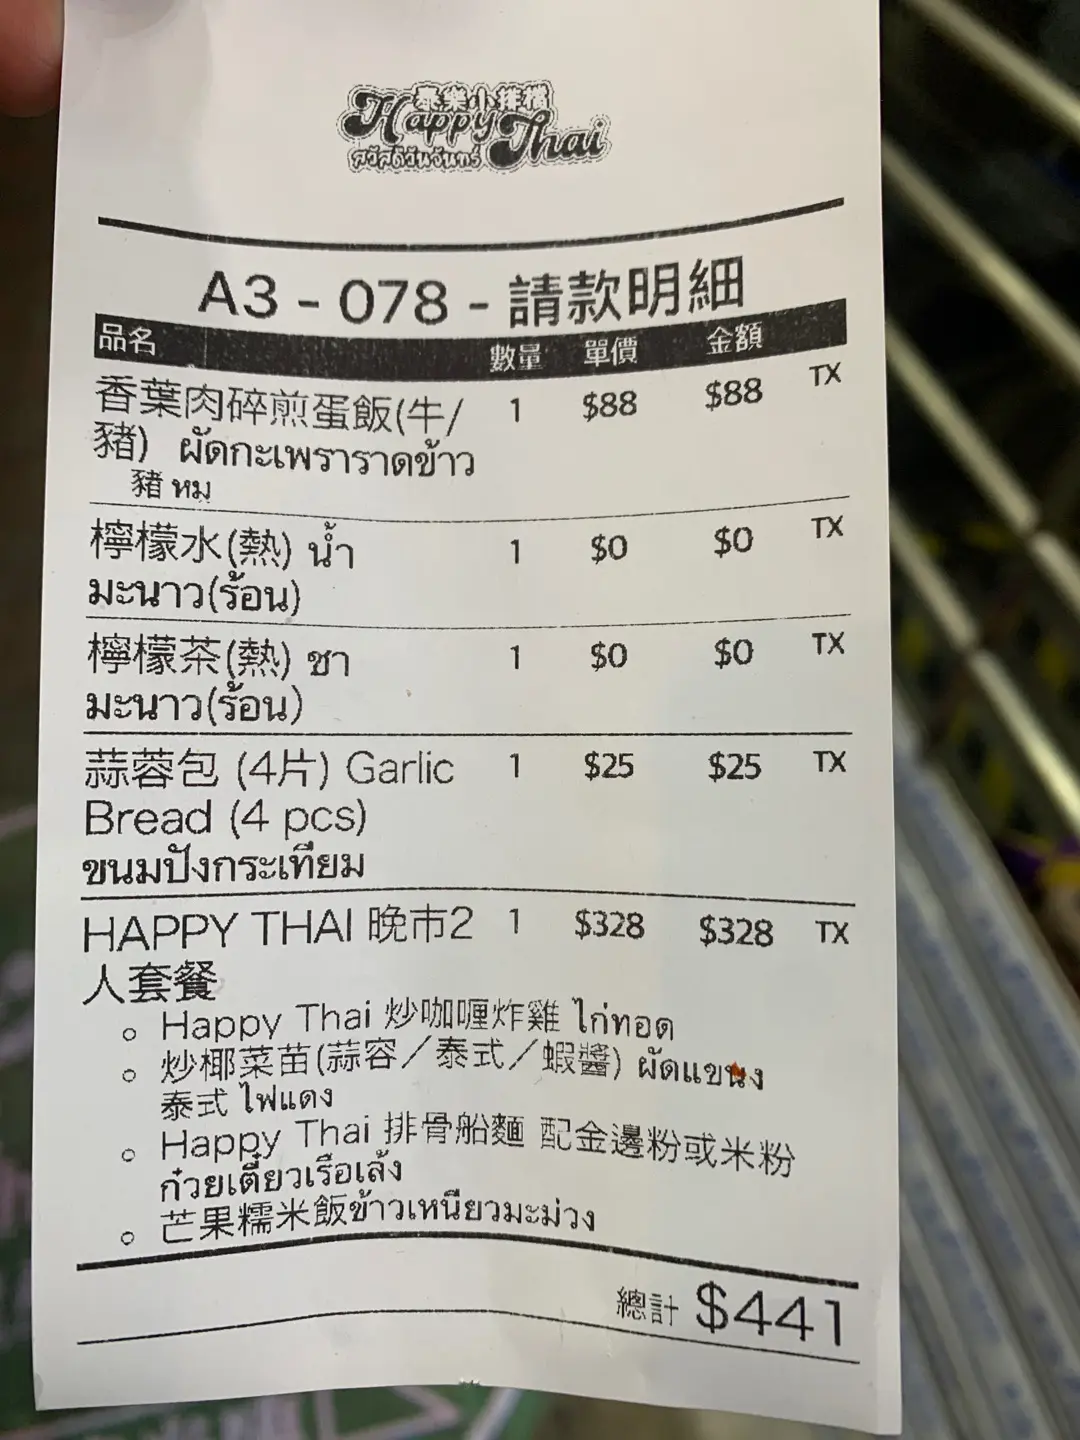 泰樂小排檔
Happy Thai
สวัสดีวันจันทร์
A3 - 078 - 請款明細
品名 數量 單價 金額
香葉肉碎煎蛋飯(牛/ 1 $88 $88 TX
豬) ผัดกะเพราราดข้าว
豬 หมู
檸檬水(熱) น้ำ 1 $0 $0 TX
มะนาว(ร้อน)
檸檬茶(熱) ชา 1 $0 $0 TX
มะนาว(ร้อน)
蒜蓉包 (4片) Garlic 1 $25 $25 TX
Bread (4 pcs)
ขนมปังกระเทียม
HAPPY THAI 晚市2 1 $328 $328 TX
人套餐
Happy Thai 炒咖喱炸雞 ไก่ทอด
炒椰菜苗(蒜容/泰式/蝦醬) ผัดแขนง
泰式 ไฟแดง
Happy Thai 排骨船麵 配金邊粉或米粉
ก๋วยเตี๋ยวเรือเล้ง
芒果糯米飯ข้าวเหนียวมะม่วง
總計 $441